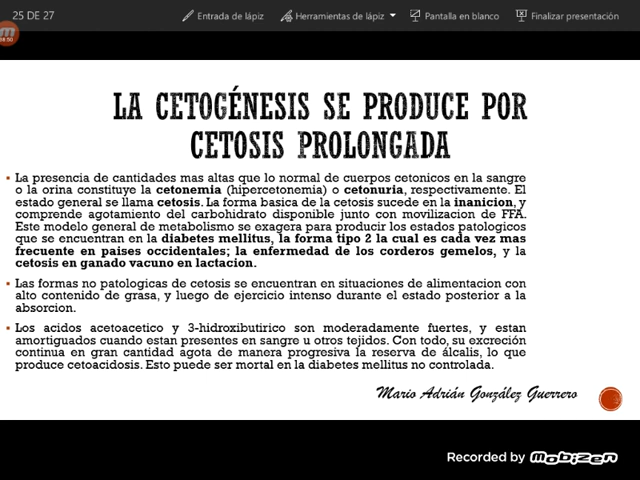 25 DE 27
Entrada de lápiz
Herramientas de lápiz
Pantalla en blanco
Finalizar presentación
LA CETOGÉNESIS SE PRODUCE POR
CETOSIS PROLONGADA
La presencia de cantidades mas altas que lo normal de cuerpos cetonicos en la sangre
o la orina constituye la cetonemia (hipercetonemia) o cetonuria, respectivamente. El
estado general se llama cetosis. La forma basica de la cetosis sucede en la inanicion, y
comprende agotamiento del carbohidrato disponible junto con movilizacion de FFA.
Este modelo general de metabolismo se exagera para producir los estados patologicos
que se encuentran en la diabetes mellitus, la forma tipo 2 la cual es cada vez mas
frecuente en paises occidentales; la enfermedad de los corderos gemelos, y la
cetosis en ganado vacuno en lactacion.
Las formas no patologicas de cetosis se encuentran en situaciones de alimentacion con
alto contenido de grasa, y luego de ejercicio intenso durante el estado posterior a la
absorcion.
Los acidos acetoacetico y 3-hidroxibutirico son moderadamente fuertes, y estan
amortiguados cuando estan presentes en sangre u otros tejidos. Con todo, su excreción
continua en gran cantidad agota de manera progresiva la reserva de álcalis, lo que
produce cetoacidosis. Esto puede ser mortal en la diabetes mellitus no controlada.
Mario Adrián González Guerrero
Recorded by mobizen